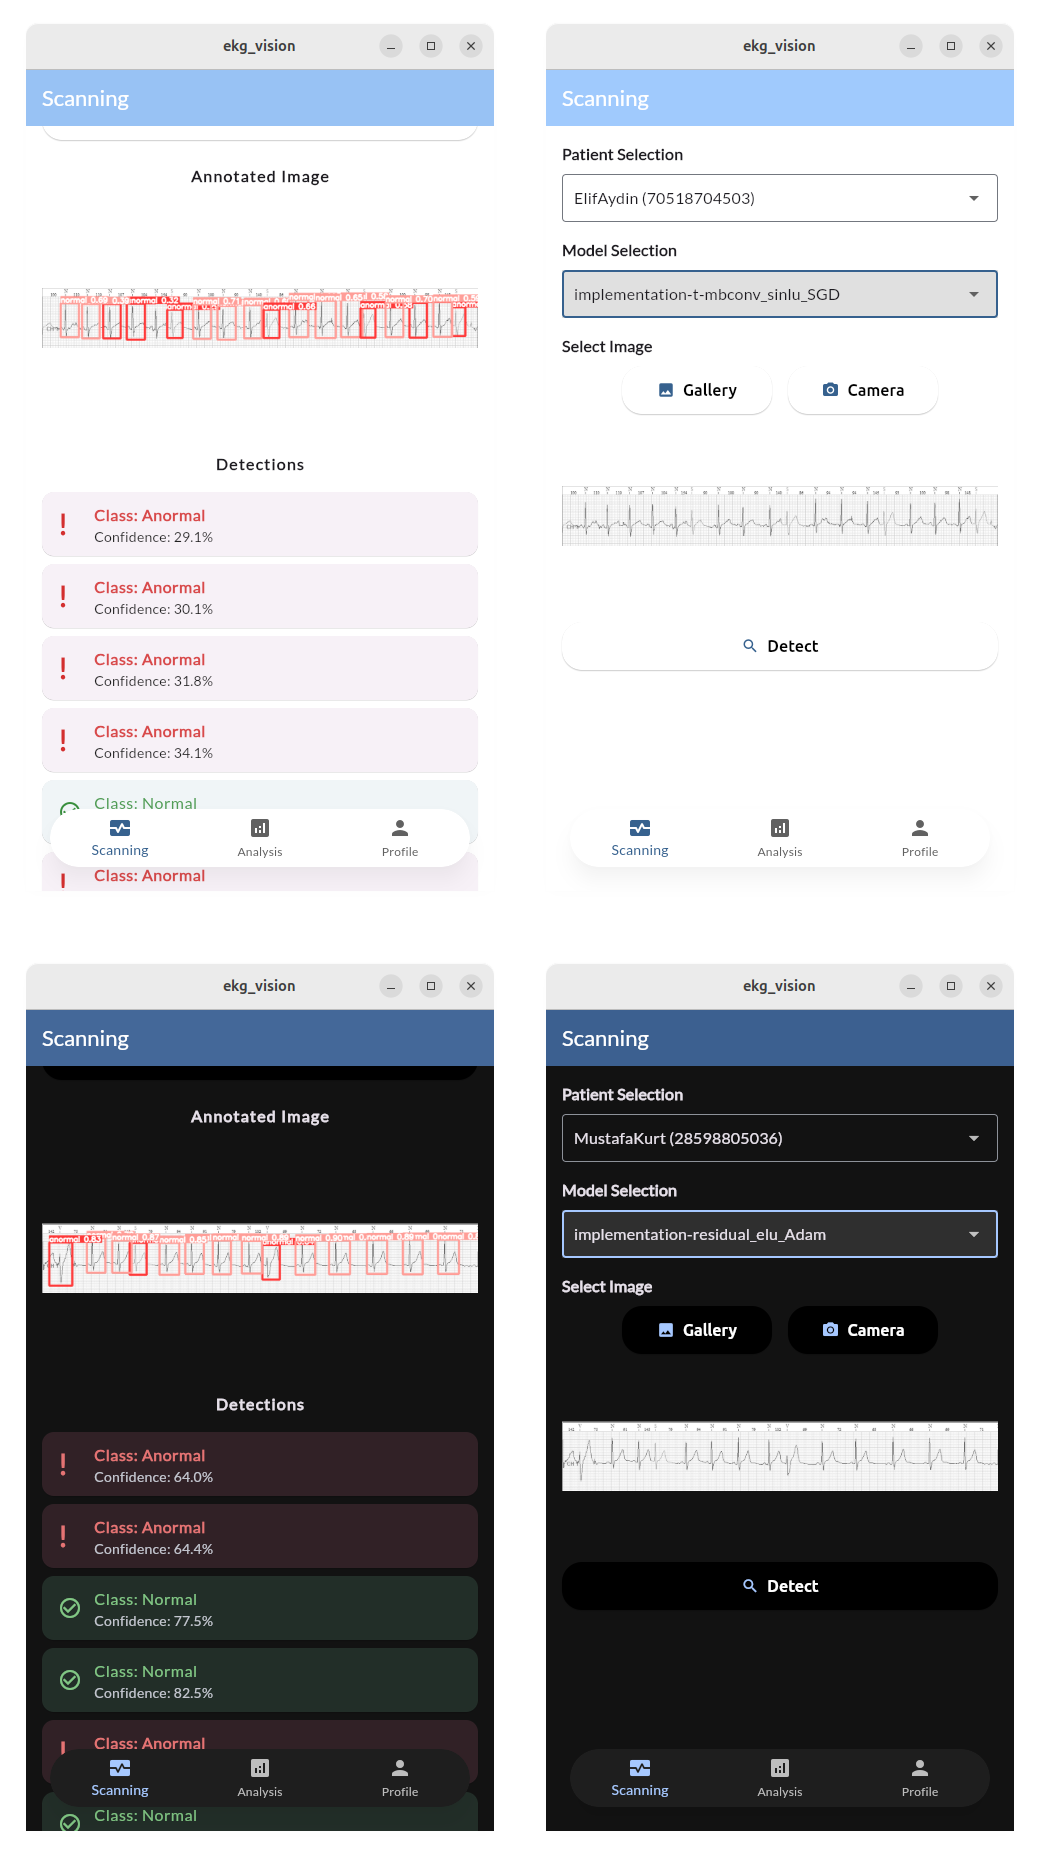 ekg_vision
Scanning
Annotated Image
Detections
Class: Anormal
Confidence: 29.1%
Class: Anormal
Confidence: 30.1%
Class: Anormal
Confidence: 31.8%
Class: Anormal
Confidence: 34.1%
Class: Normal
Class: Anormal
Scanning
Analysis
Profile
ekg_vision
Scanning
Patient Selection
ElifAydin (70518704503)
Model Selection
implementation-t-mbconv_sinlu_SGD
Select Image
Gallery
Camera
Detect
Scanning
Analysis
Profile
ekg_vision
Scanning
Annotated Image
Detections
Class: Anormal
Confidence: 64.0%
Class: Anormal
Confidence: 64.4%
Class: Normal
Confidence: 77.5%
Class: Normal
Confidence: 82.5%
Class: Anormal
Class: Normal
Scanning
Analysis
Profile
ekg_vision
Scanning
Patient Selection
MustafaKurt (28598805036)
Model Selection
implementation-residual_elu_Adam
Select Image
Gallery
Camera
Detect
Scanning
Analysis
Profile